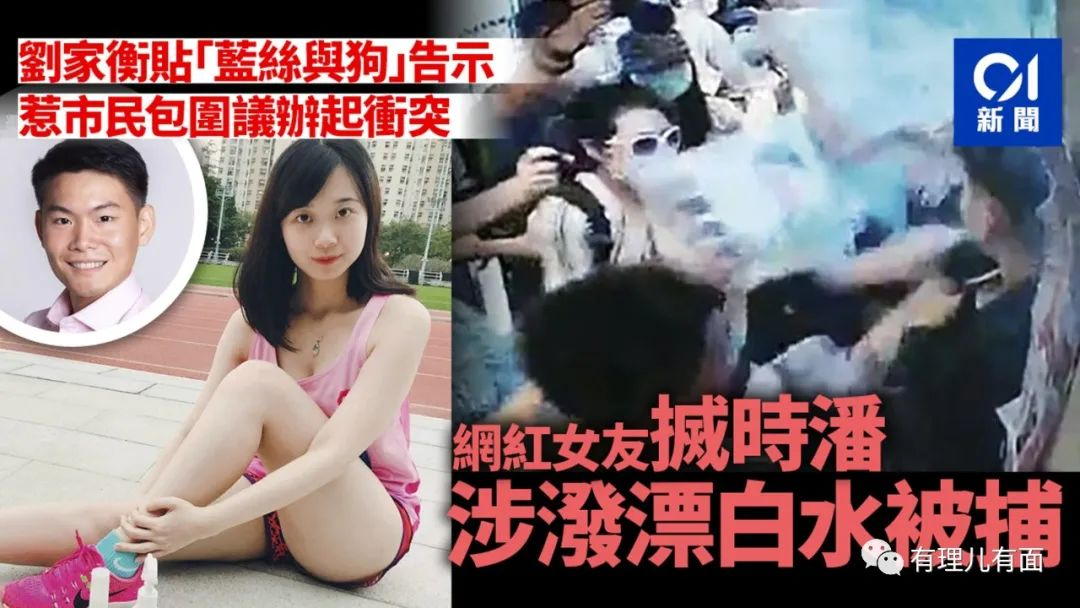 劉家衡貼「藍絲與狗」告示
惹市民包圍議辦起衝突
01
新聞
網紅女友搣時潘
涉潑漂白水被捕
有理儿有面